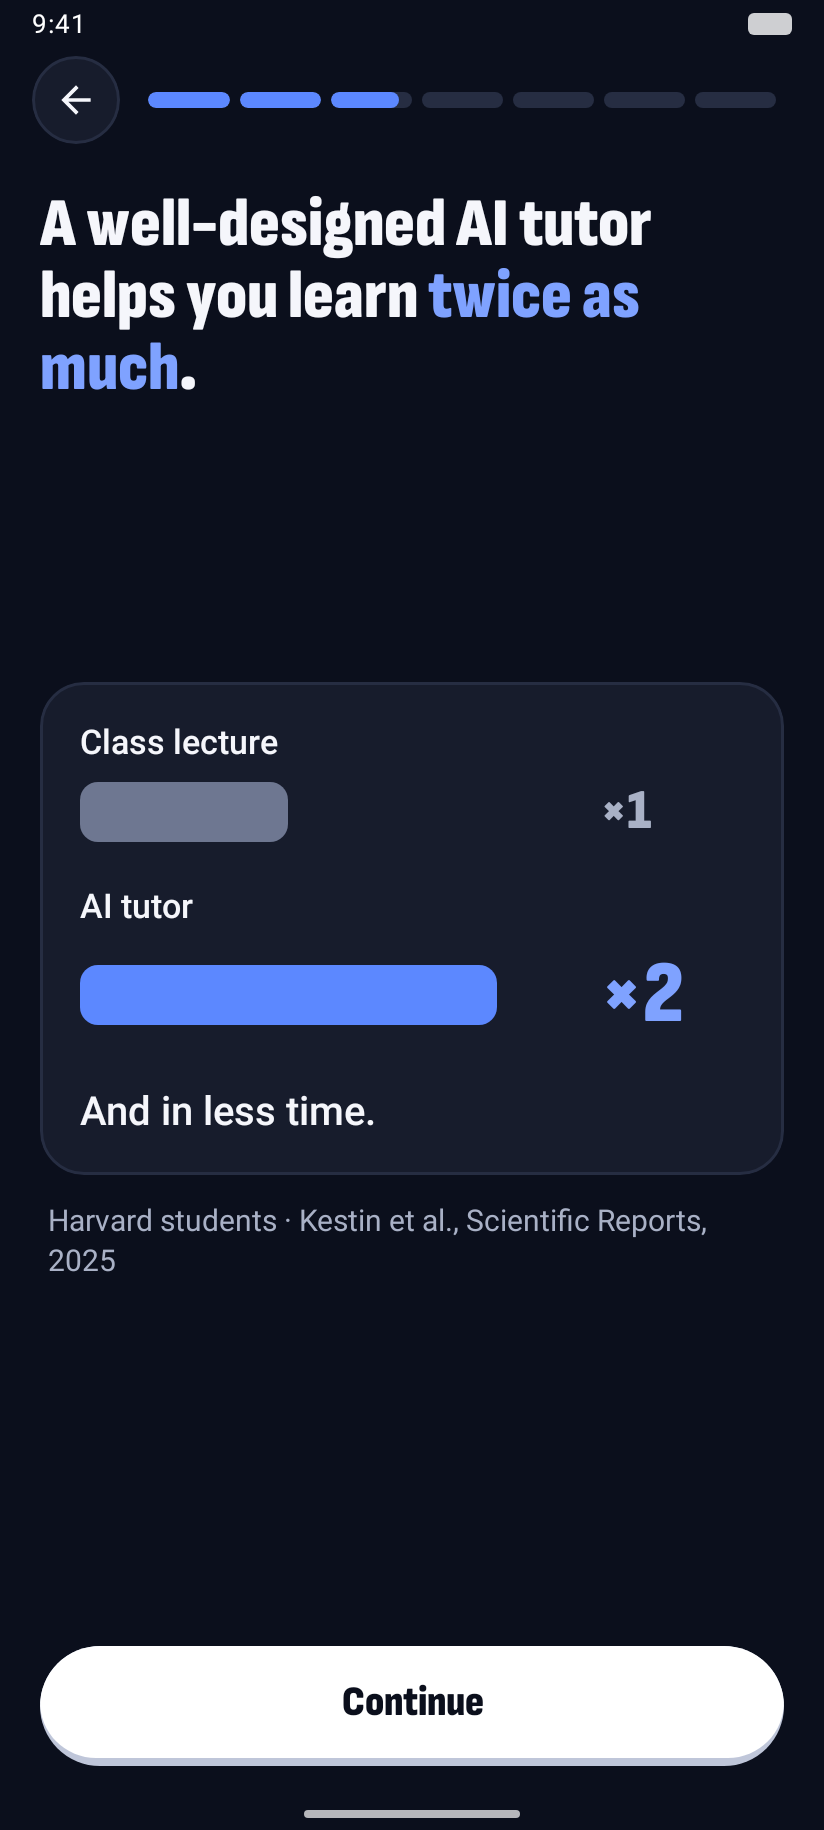 9:41
A well-designed AI tutor
helps you learn twice as
much.
Class lecture
×1
AI tutor
×2
And in less time.
Harvard students · Kestin et al., Scientific Reports,
2025
Continue